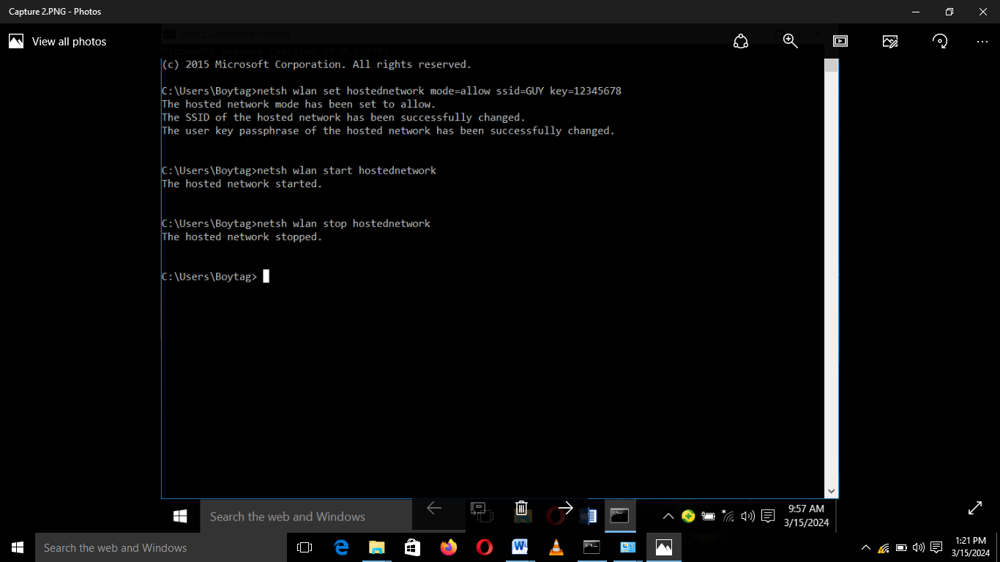 Capture 2.PNG - Photos
View all photos
Select Command Prompt
(c) 2015 Microsoft Corporation. All rights reserved.
C:\Users\Boytag>netsh wlan set hostednetwork mode=allow ssid=GUY key=12345678
The hosted network mode has been set to allow.
The SSID of the hosted network has been successfully changed.
The user key passphrase of the hosted network has been successfully changed.
C:\Users\Boytag>netsh wlan start hostednetwork
The hosted network started.
C:\Users\Boytag>netsh wlan stop hostednetwork
The hosted network stopped.
C:\Users\Boytag>
Search the web and Windows
9:57 AM
3/15/2024
Search the web and Windows
1:21 PM
3/15/2024